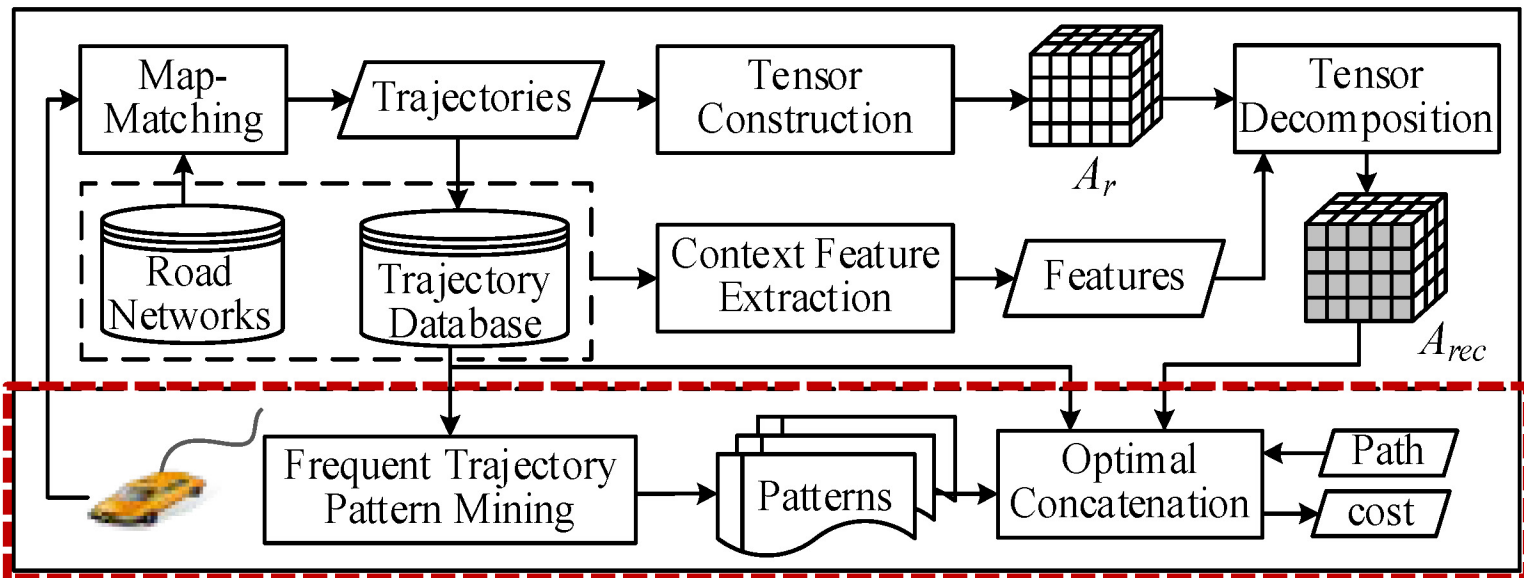 Map-
Matching
Trajectories
Tensor
Construction
A_r
Tensor
Decomposition
Road
Networks
Trajectory
Database
Context Feature
Extraction
Features
A_rec
Frequent Trajectory
Pattern Mining
Patterns
Optimal
Concatenation
Path
cost